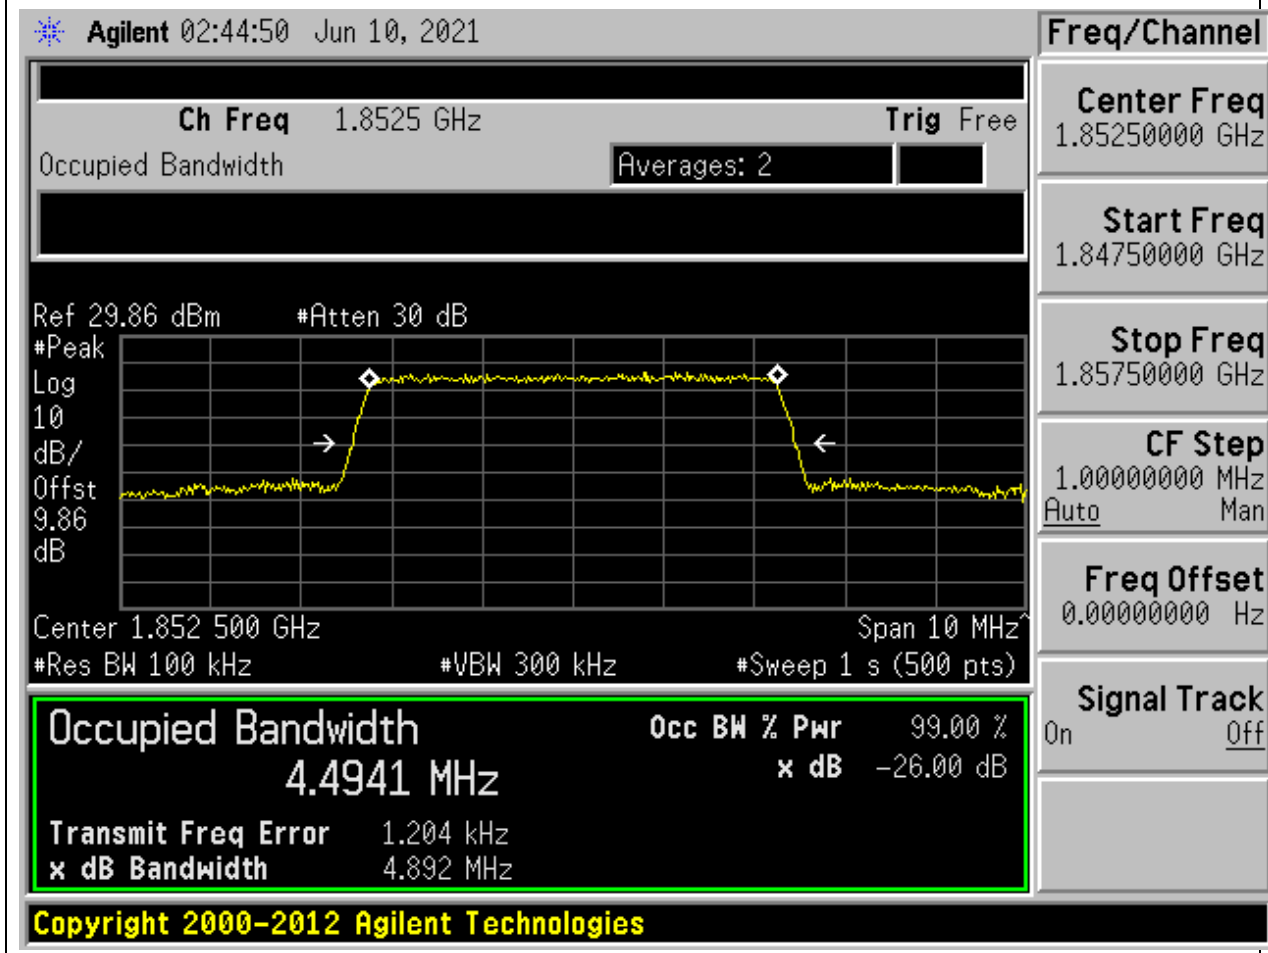 Agilent 02:44:50 Jun 10, 2021
Freq/Channel
Ch Freq 1.8525 GHz Trig Free
Occupied Bandwidth Averages: 2
Center Freq
1.85250000 GHz
Start Freq
1.84750000 GHz
Stop Freq
1.85750000 GHz
CF Step
1.00000000 MHz
Auto Man
Freq Offset
0.00000000 Hz
Signal Track
On Off
Ref 29.86 dBm #Atten 30 dB
#Peak
Log
10
dB/
Offst
9.86
dB
Center 1.852 500 GHz Span 10 MHz^
#Res BW 100 kHz #VBW 300 kHz #Sweep 1 s (500 pts)
Occupied Bandwidth Occ BW % Pwr 99.00 %
4.4941 MHz x dB -26.00 dB
Transmit Freq Error 1.204 kHz
x dB Bandwidth 4.892 MHz
Copyright 2000-2012 Agilent Technologies